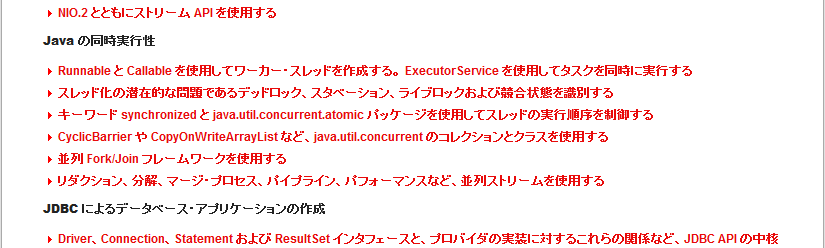 NIO.2 とともにストリーム API を使用する
Java の同時実行性
Runnable と Callable を使用してワーカー・スレッドを作成する。 ExecutorService を使用してタスクを同時に実行する
スレッド化の潜在的な問題であるデッドロック、スタベーション、ライブロックおよび競合状態を識別する
キーワード synchronized と java.util.concurrent.atomic パッケージを使用してスレッドの実行順序を制御する
CyclicBarrier や CopyOnWriteArrayList など、java.util.concurrent のコレクションとクラスを使用する
並列 Fork/Join フレームワークを使用する
リダクション、分解、マージ・プロセス、パイプライン、パフォーマンスなど、並列ストリームを使用する
JDBC によるデータベース・アプリケーションの作成
Driver、Connection、Statement および ResultSet インタフェースと、プロバイダの実装に対するこれらの関係など、JDBC API の中核